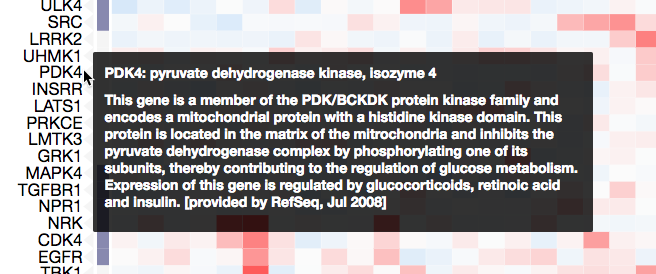 ULK4
SRC
LRRK2
UHMK1
PDK4
INSRR
LATS1
PRKCE
LMTK3
GRK1
MAPK4
TGFBR1
NPR1
NRK
CDK4
EGFR
TRK1
PDK4: pyruvate dehydrogenase kinase, isozyme 4
This gene is a member of the PDK/BCKDK protein kinase family and
encodes a mitochondrial protein with a histidine kinase domain. This
protein is located in the matrix of the mitrochondria and inhibits the
pyruvate dehydrogenase complex by phosphorylating one of its
subunits, thereby contributing to the regulation of glucose metabolism.
Expression of this gene is regulated by glucocorticoids, retinoic acid
and insulin. [provided by RefSeq, Jul 2008]